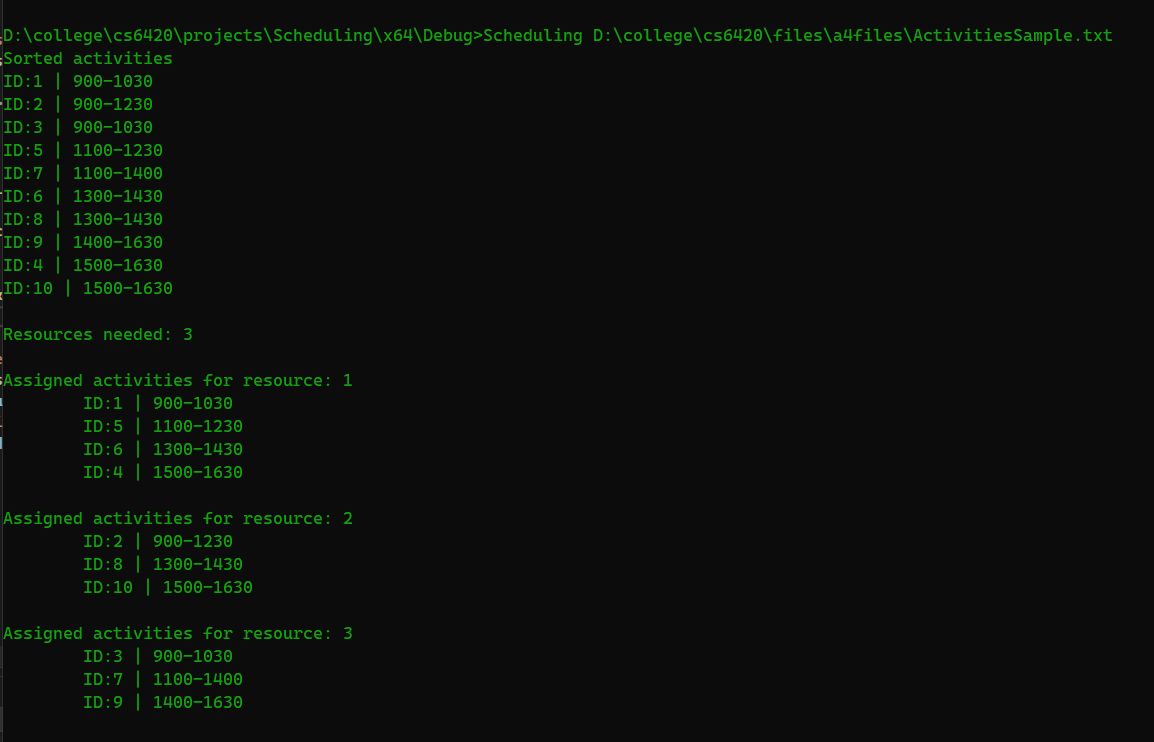 D:\college\cs6420\projects\Scheduling\x64\Debug>Scheduling D:\college\cs6420\files\a4files\ActivitiesSample.txt
Sorted activities
ID:1 | 900-1030
ID:2 | 900-1230
ID:3 | 900-1030
ID:5 | 1100-1230
ID:7 | 1100-1400
ID:6 | 1300-1430
ID:8 | 1300-1430
ID:9 | 1400-1630
ID:4 | 1500-1630
ID:10 | 1500-1630
Resources needed: 3
Assigned activities for resource: 1
ID:1 | 900-1030
ID:5 | 1100-1230
ID:6 | 1300-1430
ID:4 | 1500-1630
Assigned activities for resource: 2
ID:2 | 900-1230
ID:8 | 1300-1430
ID:10 | 1500-1630
Assigned activities for resource: 3
ID:3 | 900-1030
ID:7 | 1100-1400
ID:9 | 1400-1630